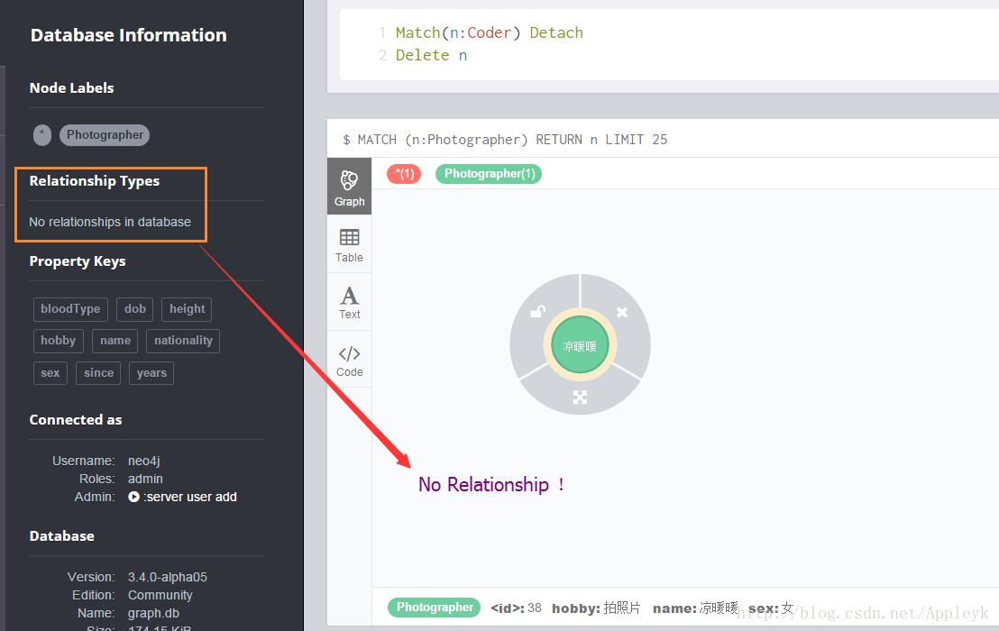 Database Information
Node Labels
* Photographer
Relationship Types
No relationships in database
Property Keys
bloodType dob height
hobby name nationality
sex since years
Connected as
Username: neo4j
Roles: admin
Admin: :server user add
Database
Version: 3.4.0-alpha05
Edition: Community
Name: graph.db
Size: 174.15 KiB
1 Match(n:Coder) Detach
2 Delete n
$ MATCH (n:Photographer) RETURN n LIMIT 25
*(1) Photographer(1)
Graph
Table
A
Text
</>
Code
凉暖暖
No Relationship ！
Photographer <id>: 38 hobby: 拍照片 name: 凉暖暖 sex: 女
http://blog.csdn.net/Appleyk